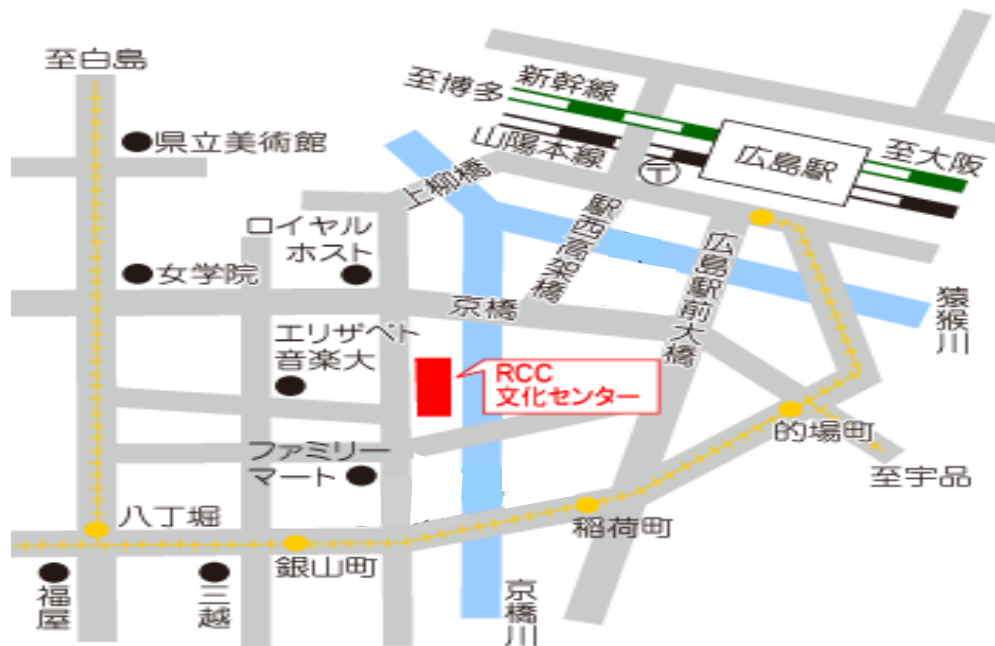 至白島
新幹線
至博多
県立美術館
山陽本線
〒
広島駅
至大阪
上柳橋
ロイヤル
ホスト
駅西高架橋
広島駅前大橋
女学院
京橋
猿猴川
エリザベト
音楽大
RCC
文化センター
的場町
ファミリー
マート
至宇品
八丁堀
稲荷町
銀山町
福屋
三越
京橋川